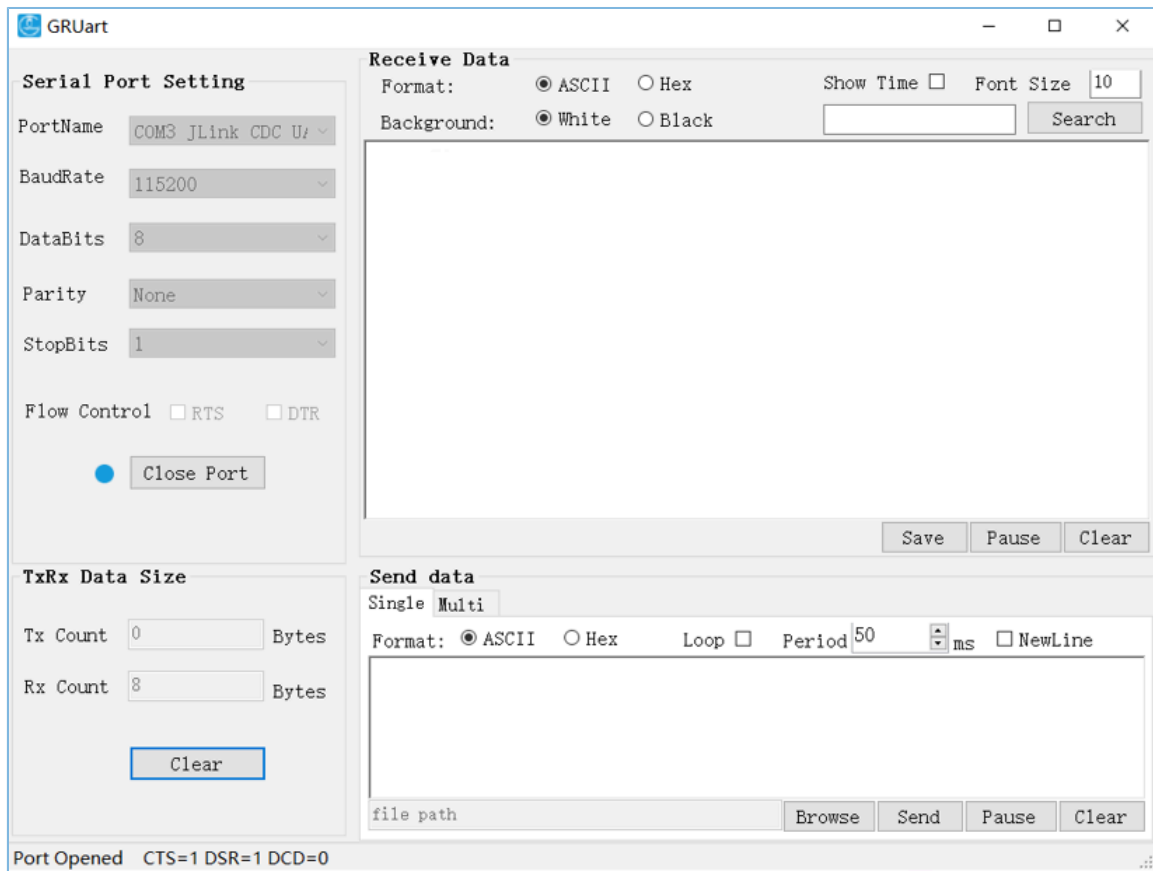 GRUart
Serial Port Setting
PortName COM3 JLink CDC UA
BaudRate 115200
DataBits 8
Parity None
StopBits 1
Flow Control RTS DTR
Close Port
Receive Data
Format: ASCII Hex Show Time Font Size 10
Background: White Black Search
Save Pause Clear
TxRx Data Size
Tx Count 0 Bytes
Rx Count 8 Bytes
Clear
Send data
Single Multi
Format: ASCII Hex Loop Period 50 ms NewLine
file path Browse Send Pause Clear
Port Opened CTS=1 DSR=1 DCD=0